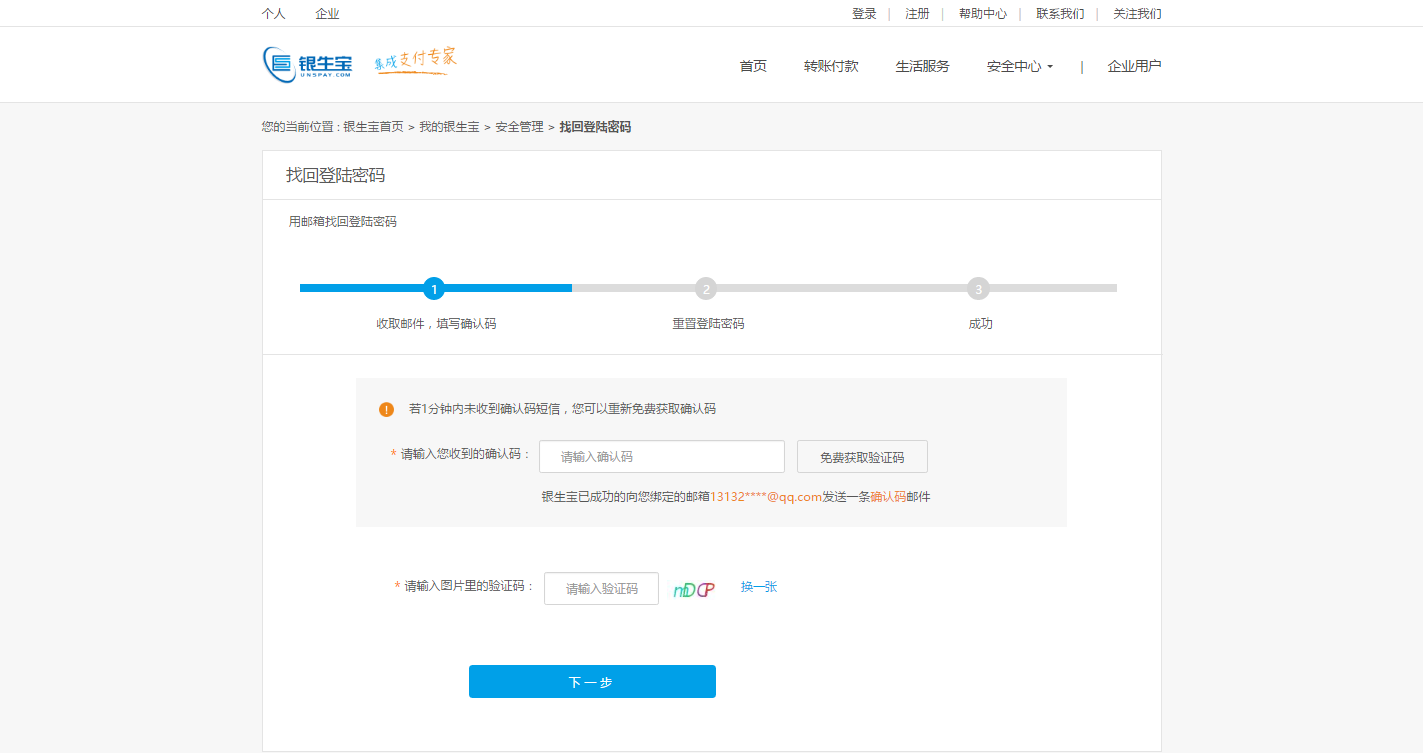 个人 企业 登录 | 注册 | 帮助中心 | 联系我们 | 关注我们
银生宝 UNSPAY.COM 集成支付专家 首页 转账付款 生活服务 安全中心 | 企业用户
您的当前位置 : 银生宝首页 > 我的银生宝 > 安全管理 > 找回登陆密码
找回登陆密码
用邮箱找回登陆密码
1 2 3
收取邮件，填写确认码 重置登陆密码 成功
! 若1分钟内未收到确认码短信，您可以重新免费获取确认码
* 请输入您收到的确认码： 请输入确认码 免费获取验证码
银生宝已成功的向您绑定的邮箱13132****@qq.com发送一条确认码邮件
* 请输入图片里的验证码： 请输入验证码 换一张
下一步